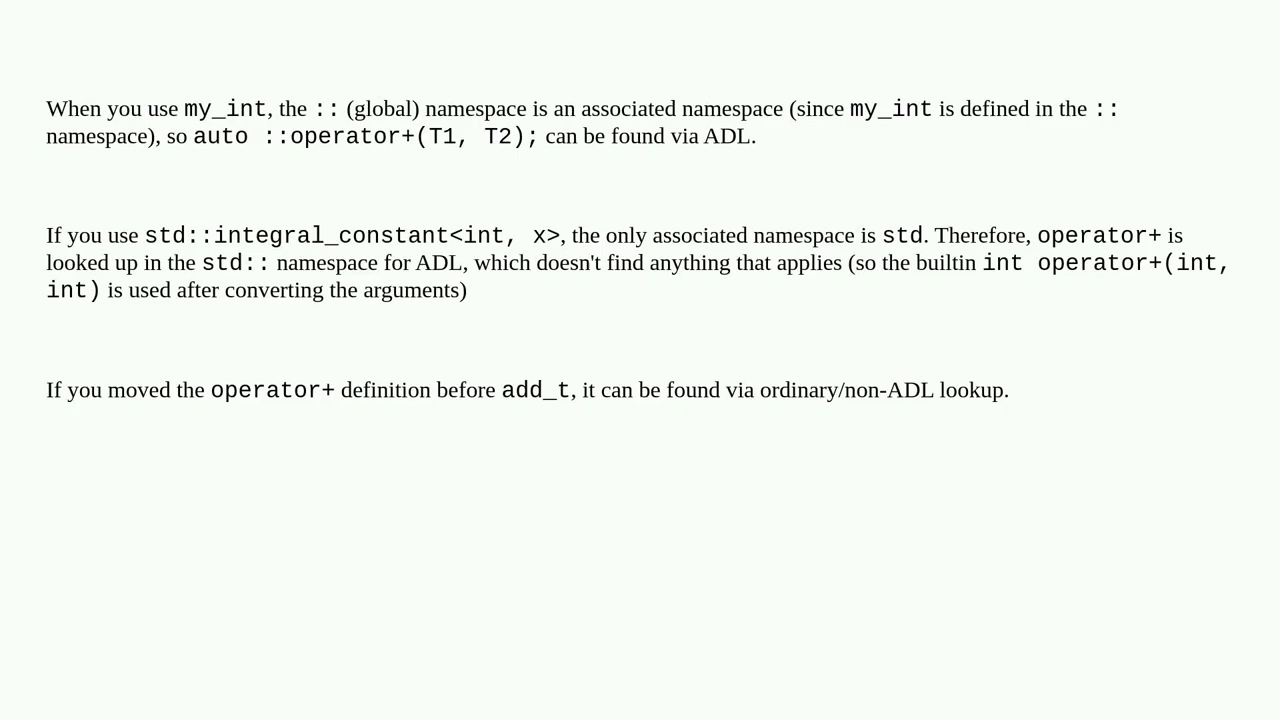 When you use my_int, the :: (global) namespace is an associated namespace (since my_int is defined in the ::
namespace), so auto ::operator+(T1, T2); can be found via ADL.
If you use std::integral_constant<int, x>, the only associated namespace is std. Therefore, operator+ is
looked up in the std:: namespace for ADL, which doesn't find anything that applies (so the builtin int operator+(int,
int) is used after converting the arguments)
If you moved the operator+ definition before add_t, it can be found via ordinary/non-ADL lookup.